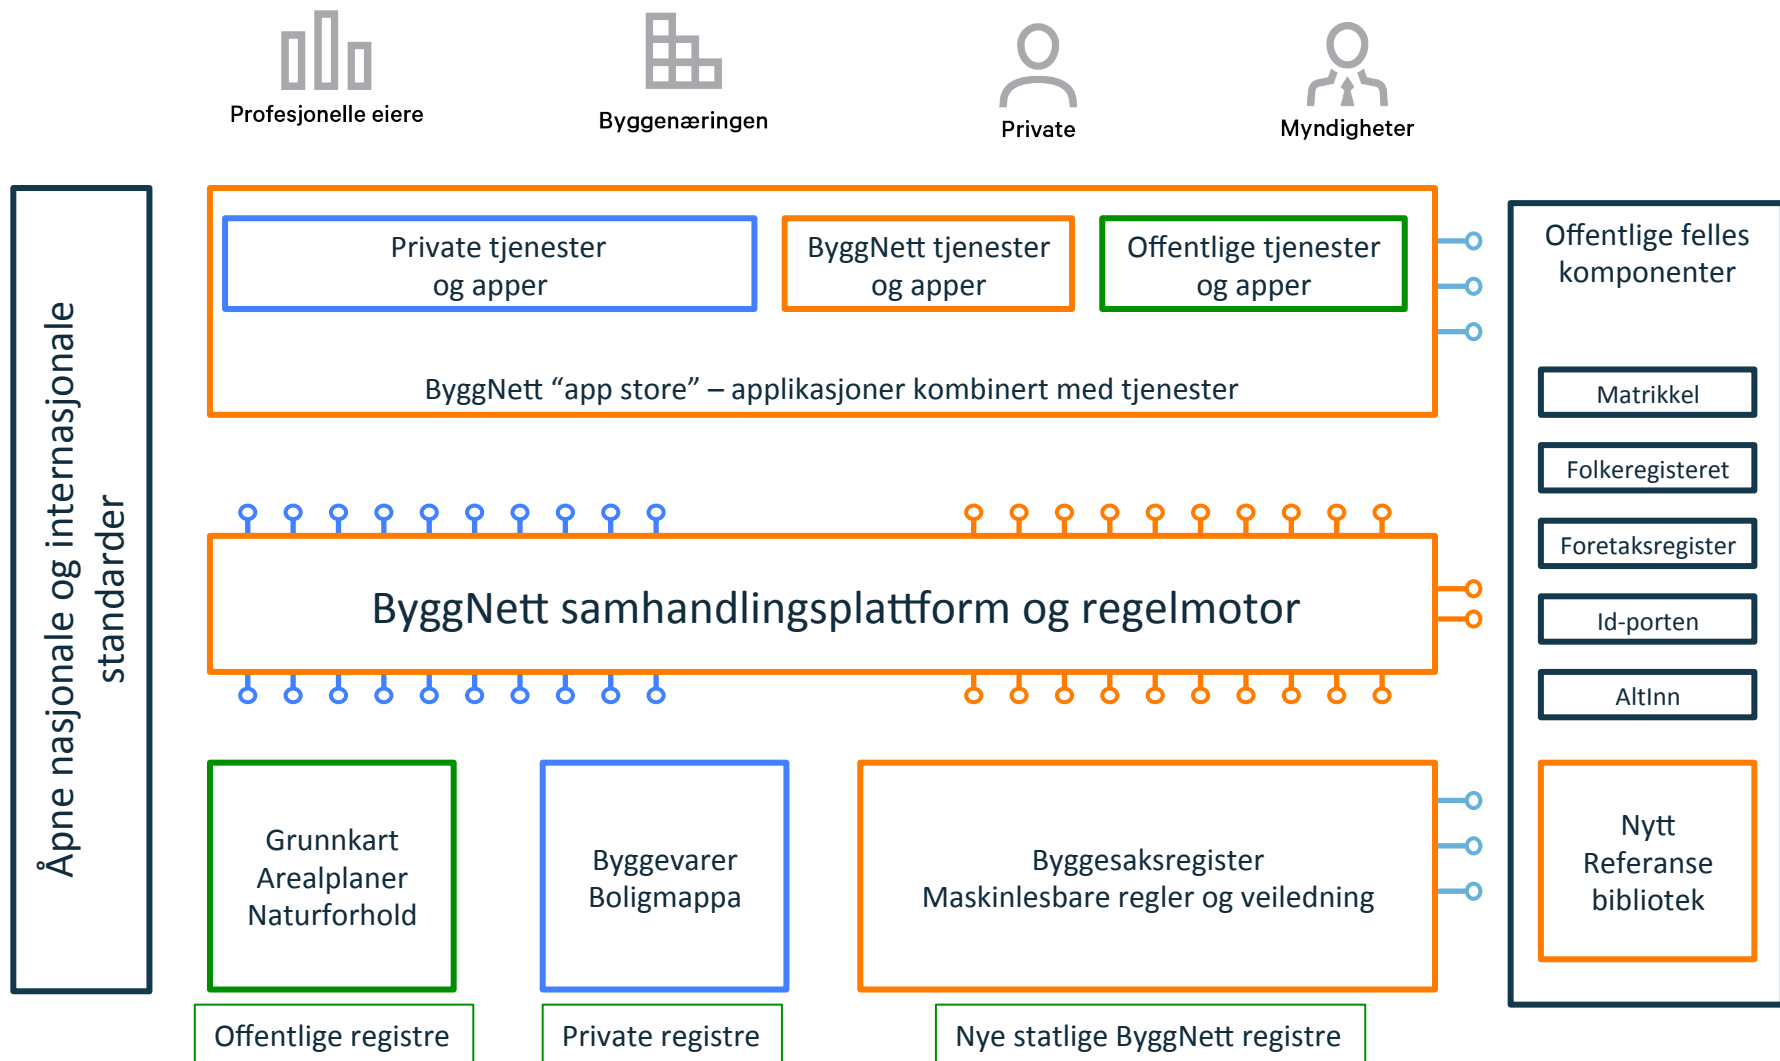 Profesjonelle eiere
Byggenæringen
Private
Myndigheter
Åpne nasjonale og internasjonale
standarder
Private tjenester
og apper
ByggNett tjenester
og apper
Offentlige tjenester
og apper
ByggNett “app store” – applikasjoner kombinert med tjenester
ByggNett samhandlingsplattform og regelmotor
Grunnkart
Arealplaner
Naturforhold
Byggevarer
Boligmappa
Byggesaksregister
Maskinlesbare regler og veiledning
Offentlige registre
Private registre
Nye statlige ByggNett registre
Offentlige felles
komponenter
Matrikkel
Folkeregisteret
Foretaksregister
Id-porten
AltInn
Nytt
Referanse
bibliotek